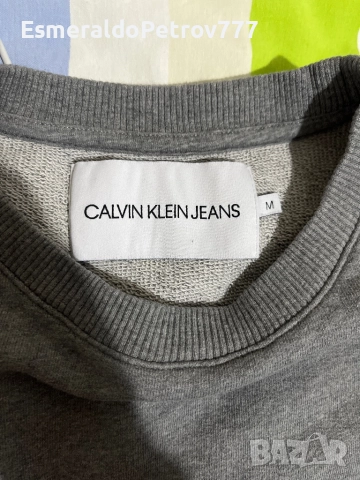 EsmeraldoPetrov777
CALVIN KLEIN JEANS
M
BAZAR